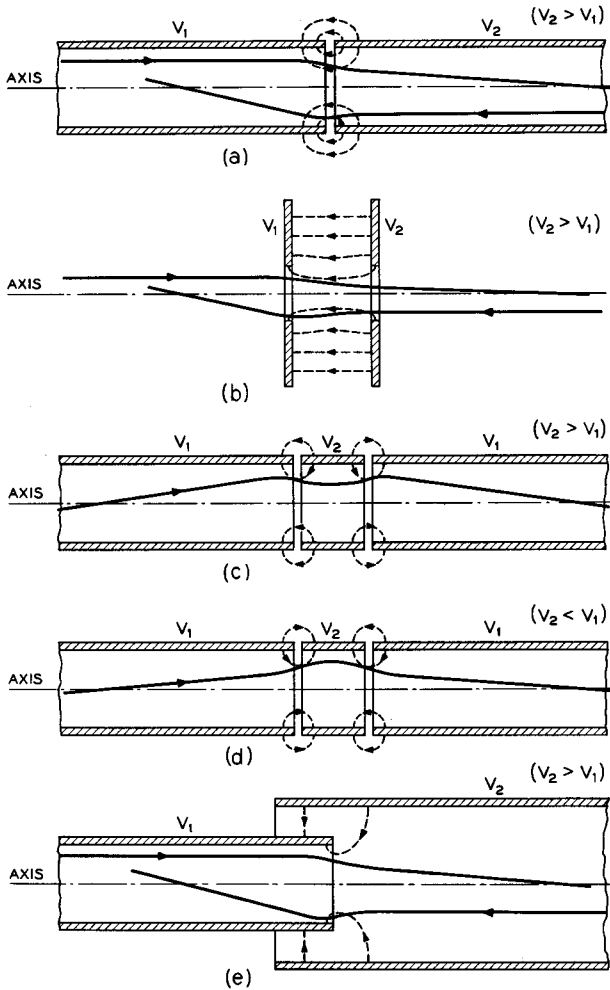 V₁ V₂ (V₂ > V₁)
AXIS
(a)
V₁ V₂ (V₂ > V₁)
AXIS
(b)
V₁ V₂ V₁ (V₂ > V₁)
AXIS
(c)
V₁ V₂ V₁ (V₂ < V₁)
AXIS
(d)
V₁ V₂ (V₂ > V₁)
AXIS
(e)